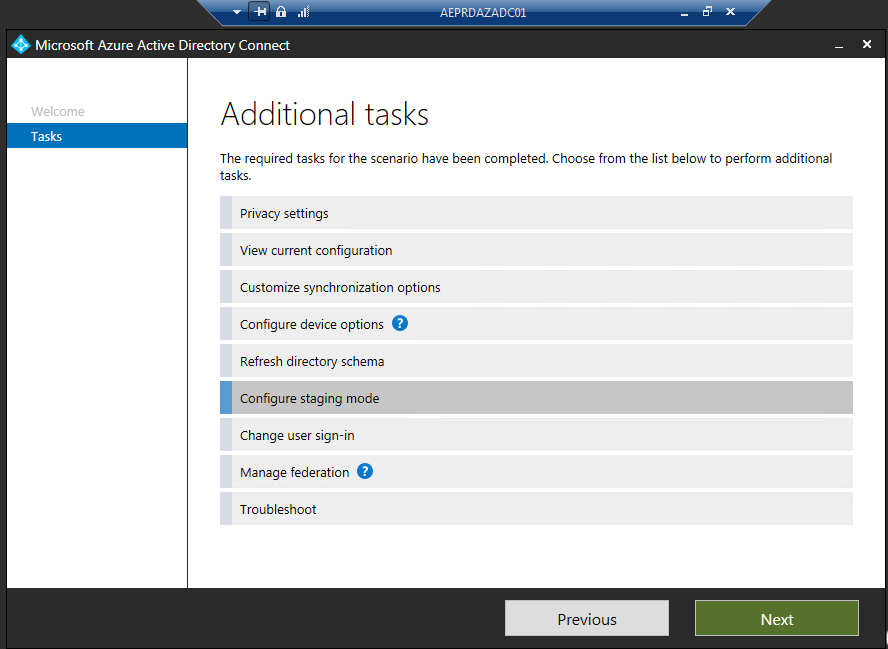 AEPRDAZADC01
Microsoft Azure Active Directory Connect
Welcome
Tasks
Additional tasks
The required tasks for the scenario have been completed. Choose from the list below to perform additional
tasks.
Privacy settings
View current configuration
Customize synchronization options
Configure device options ?
Refresh directory schema
Configure staging mode
Change user sign-in
Manage federation ?
Troubleshoot
Previous
Next